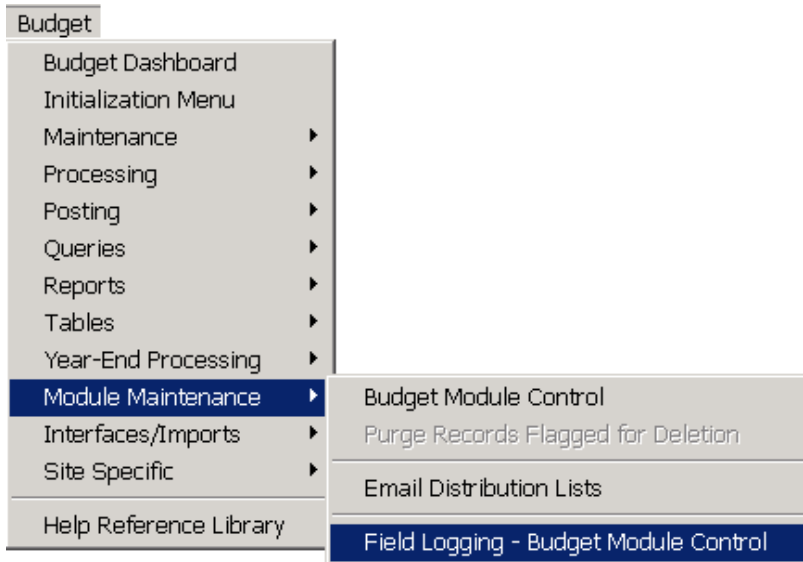 Budget
Budget Dashboard
Initialization Menu
Maintenance
Processing
Posting
Queries
Reports
Tables
Year-End Processing
Module Maintenance
Interfaces/Imports
Site Specific
Help Reference Library
Budget Module Control
Purge Records Flagged for Deletion
Email Distribution Lists
Field Logging - Budget Module Control